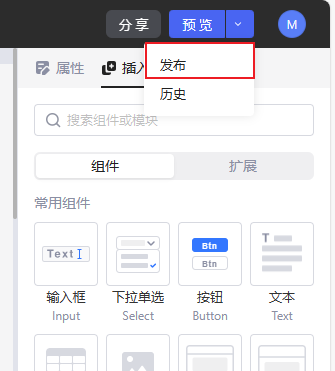 分享 预览 M
属性 插入
发布
历史
搜索组件或模块
组件 扩展
常用组件
Text Btn Btn T
输入框 下拉单选 按钮 文本
Input Select Button Text